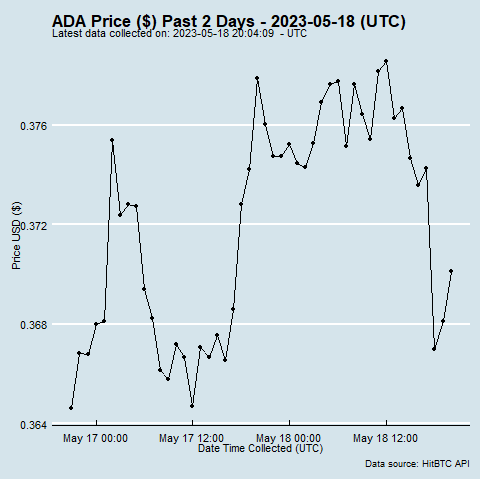 ADA Price ($) Past 2 Days - 2023-05-18 (UTC)
Latest data collected on: 2023-05-18 20:04:09  - UTC
Price USD ($)
0.376
0.372
0.368
0.364
May 17 00:00
May 17 12:00
May 18 00:00
May 18 12:00
Date Time Collected (UTC)
Data source: HitBTC API